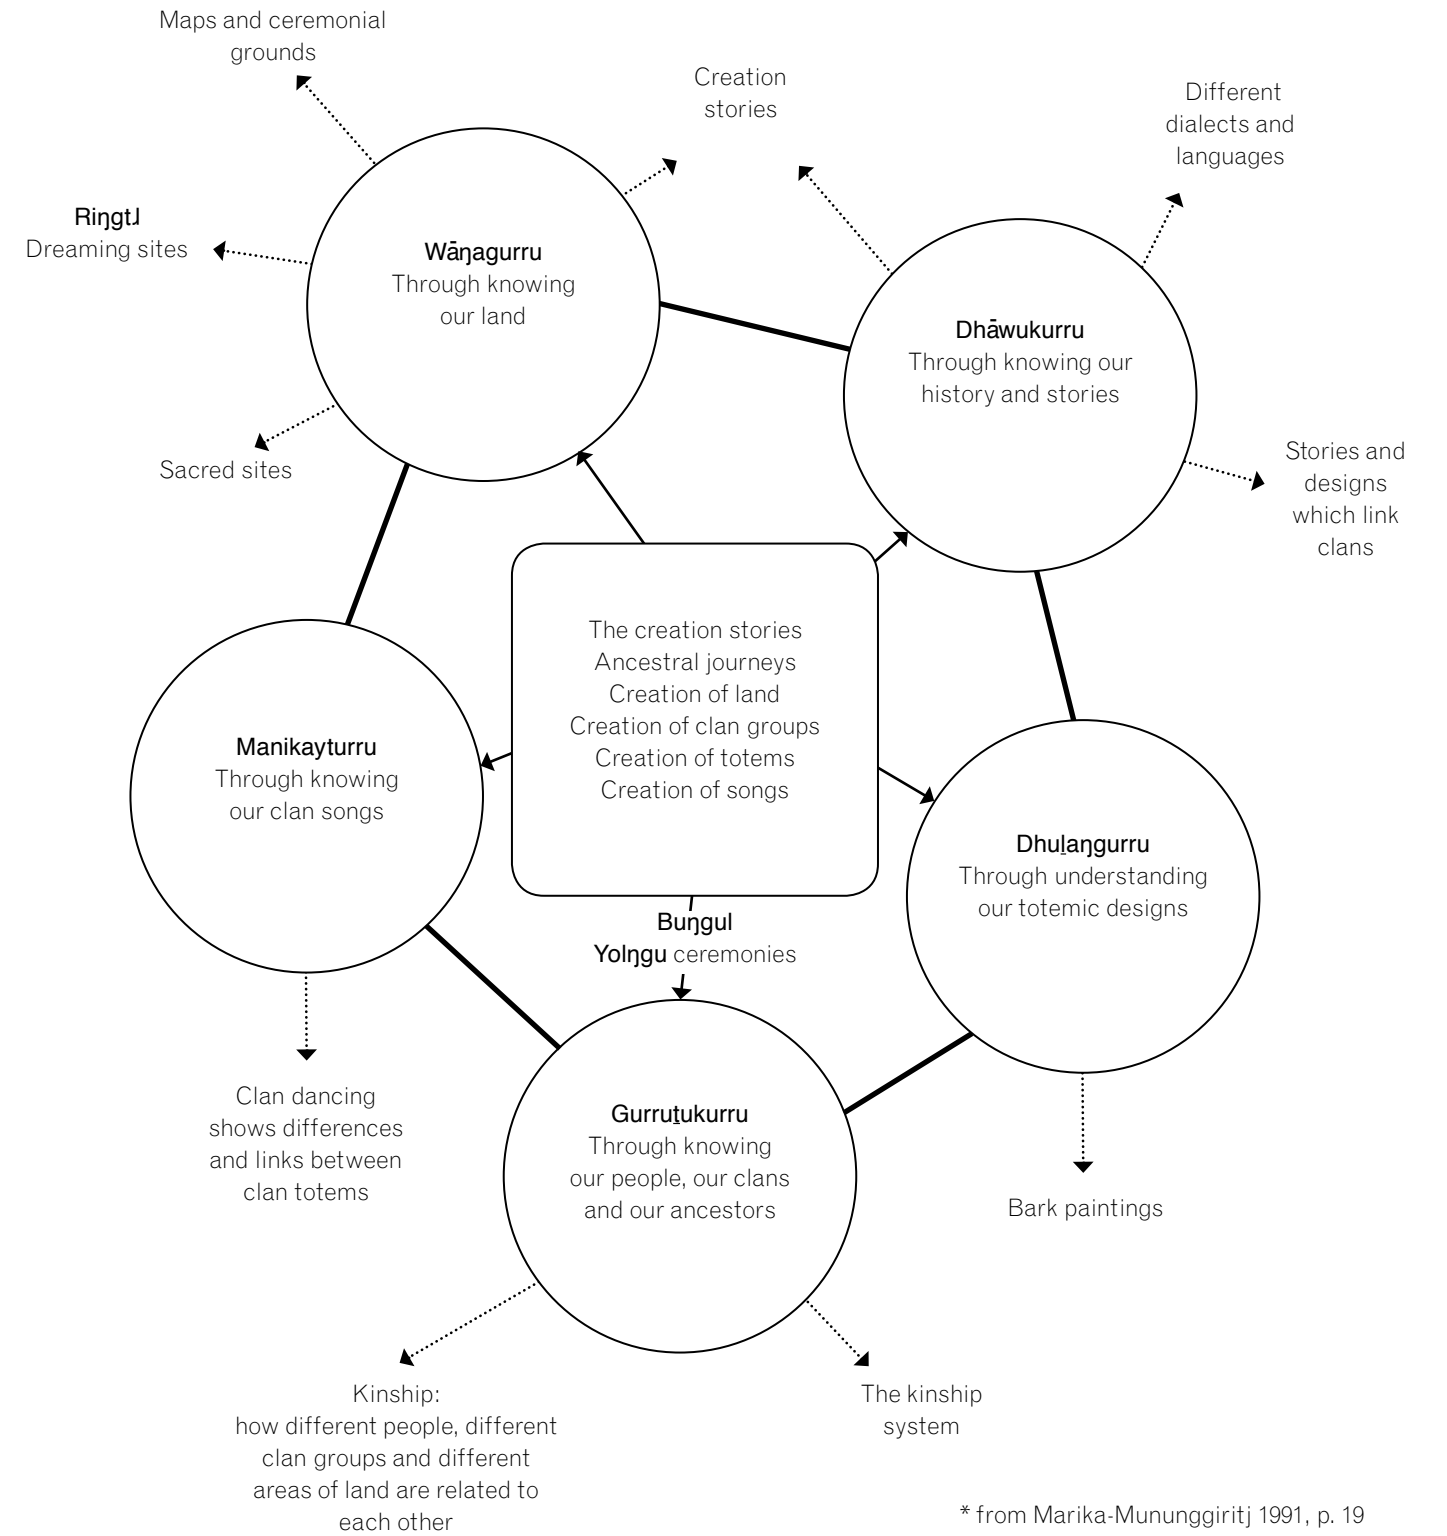 Maps and ceremonial
grounds
Creation
stories
Different
dialects and
languages
Riŋgtɺ
Dreaming sites
Wāŋagurru
Through knowing
our land
Dhāwukurru
Through knowing our
history and stories
Sacred sites
Stories and
designs
which link
clans
The creation stories
Ancestral journeys
Creation of land
Creation of clan groups
Creation of totems
Creation of songs
Manikayturru
Through knowing
our clan songs
Dhuḻaŋgurru
Through understanding
our totemic designs
Buŋgul
Yolŋgu ceremonies
Clan dancing
shows differences
and links between
clan totems
Gurruṯukurru
Through knowing
our people, our clans
and our ancestors
Bark paintings
Kinship:
how different people, different
clan groups and different
areas of land are related to
each other
The kinship
system
* from Marika-Mununggiritj 1991, p. 19